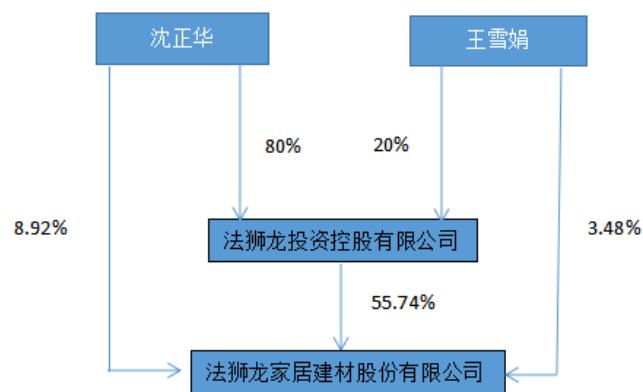 沈正华
王雪娟
80%
20%
8.92%
法狮龙投资控股有限公司
3.48%
55.74%
法狮龙家居建材股份有限公司